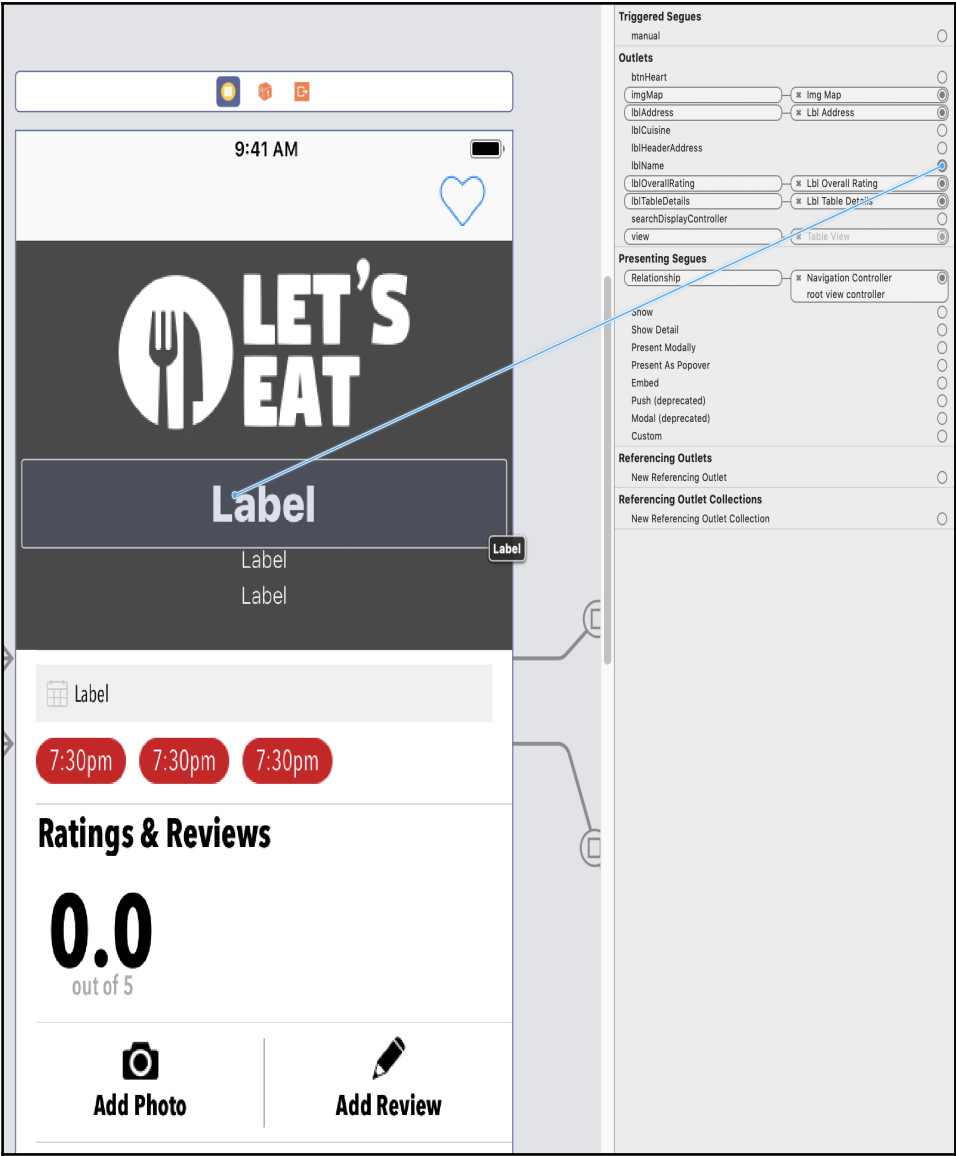 9:41 AM
LET'S
EAT
Label
Label
Label
Label
Label
7:30pm 7:30pm 7:30pm
Ratings & Reviews
0.0
out of 5
Add Photo Add Review
Triggered Segues
manual
Outlets
btnHeart
imgMap Img Map
lblAddress Lbl Address
lblCuisine
lblHeaderAddress
lblName
lblOverallRating Lbl Overall Rating
lblTableDetails Lbl Table Details
searchDisplayController
view Table View
Presenting Segues
Relationship Navigation Controller
root view controller
Show
Show Detail
Present Modally
Present As Popover
Embed
Push (deprecated)
Modal (deprecated)
Custom
Referencing Outlets
New Referencing Outlet
Referencing Outlet Collections
New Referencing Outlet Collection